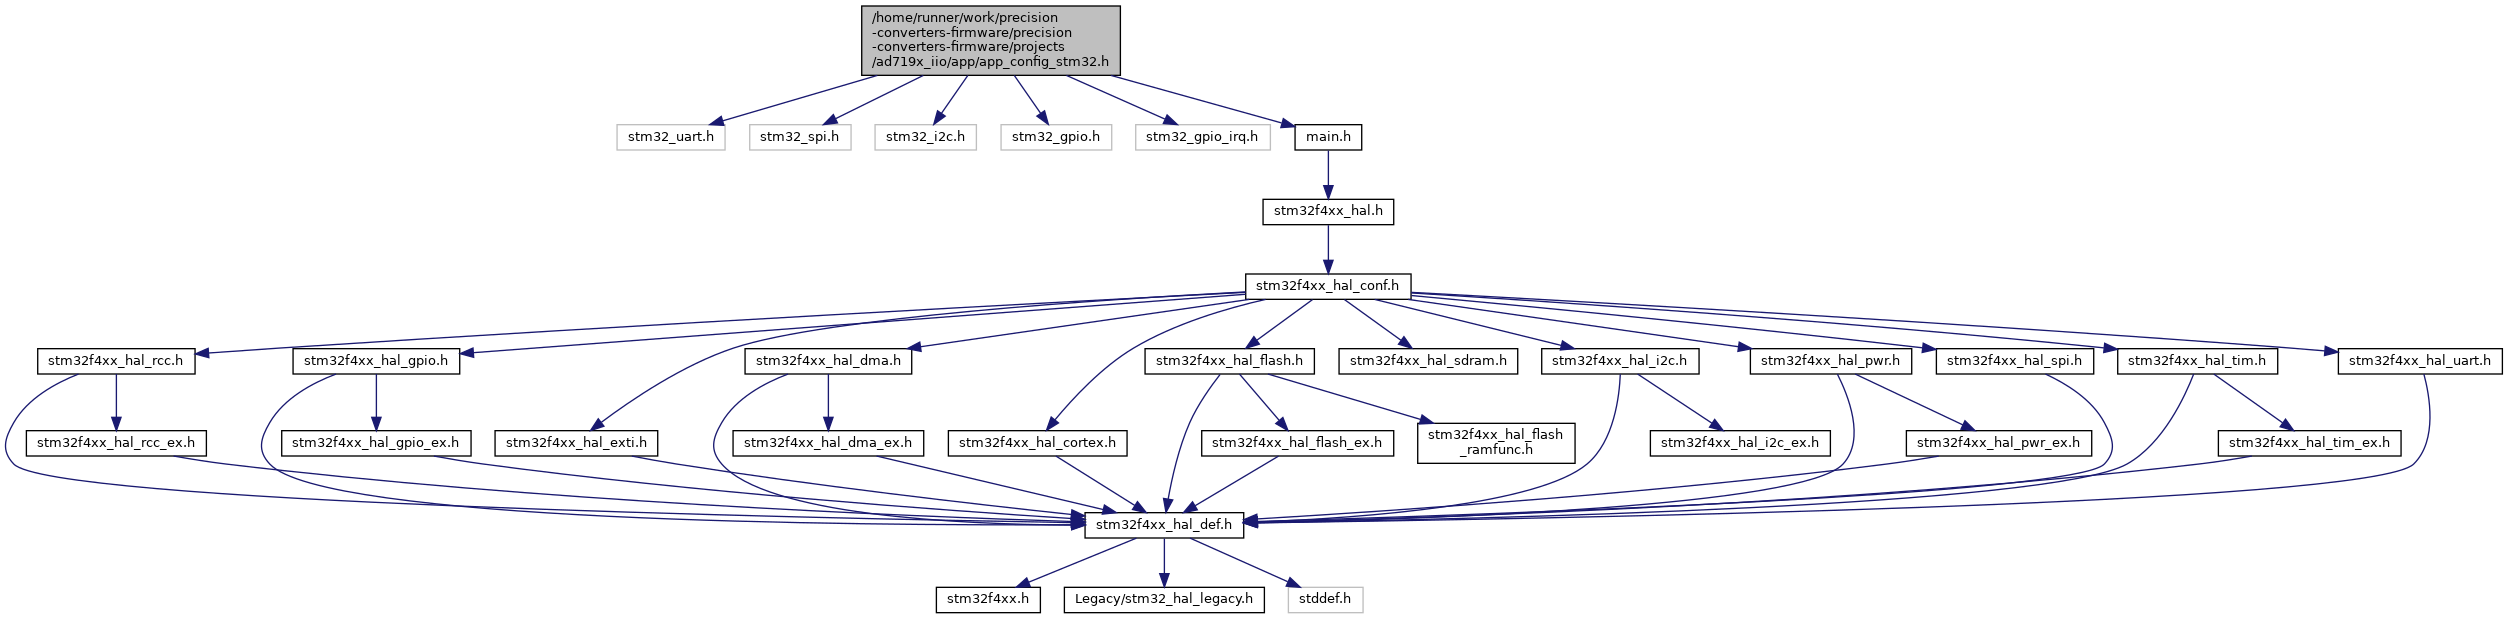 /home/runner/work/precision
-converters-firmware/precision
-converters-firmware/projects
/ad719x_iio/app/app_config_stm32.h
stm32_uart.h
stm32_spi.h
stm32_i2c.h
stm32_gpio.h
stm32_gpio_irq.h
main.h
stm32f4xx_hal.h
stm32f4xx_hal_conf.h
stm32f4xx_hal_rcc.h
stm32f4xx_hal_gpio.h
stm32f4xx_hal_dma.h
stm32f4xx_hal_flash.h
stm32f4xx_hal_sdram.h
stm32f4xx_hal_i2c.h
stm32f4xx_hal_pwr.h
stm32f4xx_hal_spi.h
stm32f4xx_hal_tim.h
stm32f4xx_hal_uart.h
stm32f4xx_hal_rcc_ex.h
stm32f4xx_hal_gpio_ex.h
stm32f4xx_hal_exti.h
stm32f4xx_hal_dma_ex.h
stm32f4xx_hal_cortex.h
stm32f4xx_hal_flash_ex.h
stm32f4xx_hal_flash
_ramfunc.h
stm32f4xx_hal_i2c_ex.h
stm32f4xx_hal_pwr_ex.h
stm32f4xx_hal_tim_ex.h
stm32f4xx_hal_def.h
stm32f4xx.h
Legacy/stm32_hal_legacy.h
stddef.h